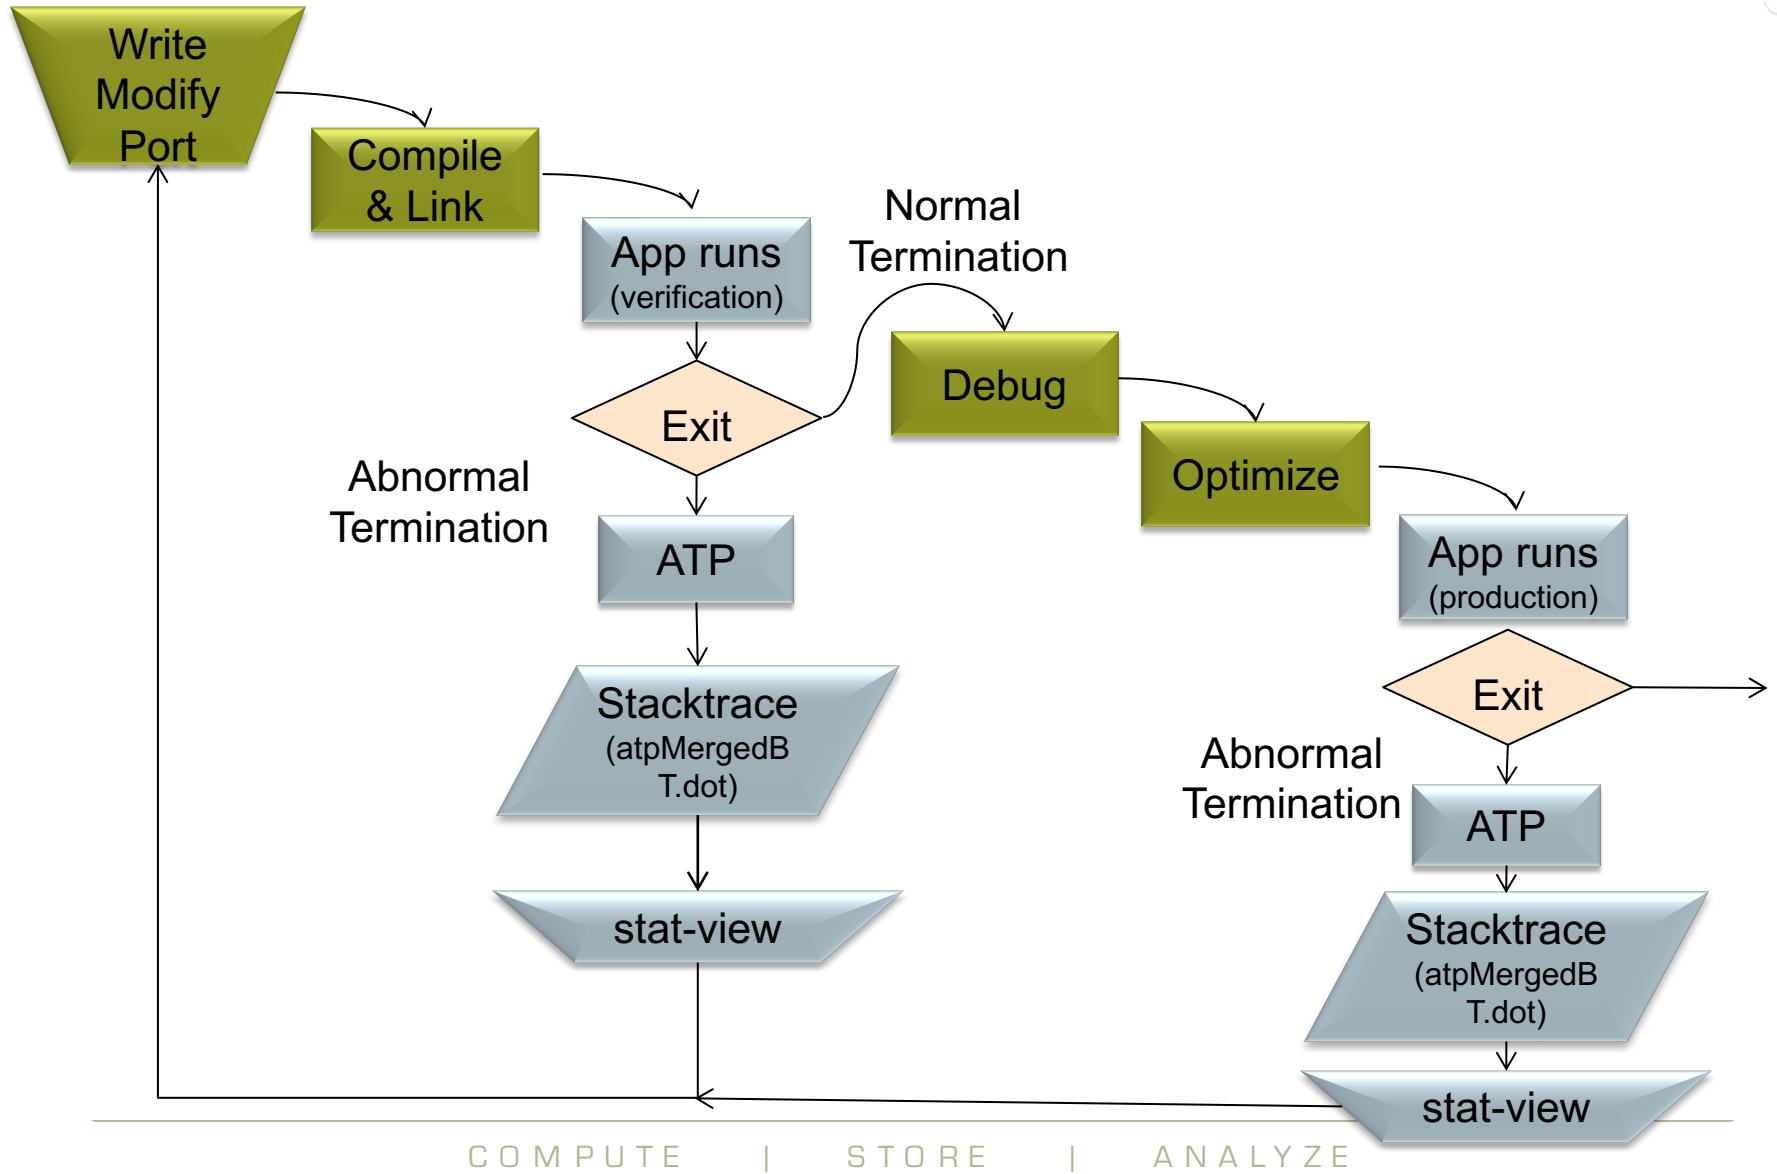 Write
Modify
Port
Compile
& Link
App runs
(verification)
Normal
Termination
Exit
Debug
Abnormal
Termination
Optimize
ATP
App runs
(production)
Stacktrace
(atpMergedB
T.dot)
Exit
Abnormal
Termination
ATP
stat-view
Stacktrace
(atpMergedB
T.dot)
stat-view
COMPUTE | STORE | ANALYZE